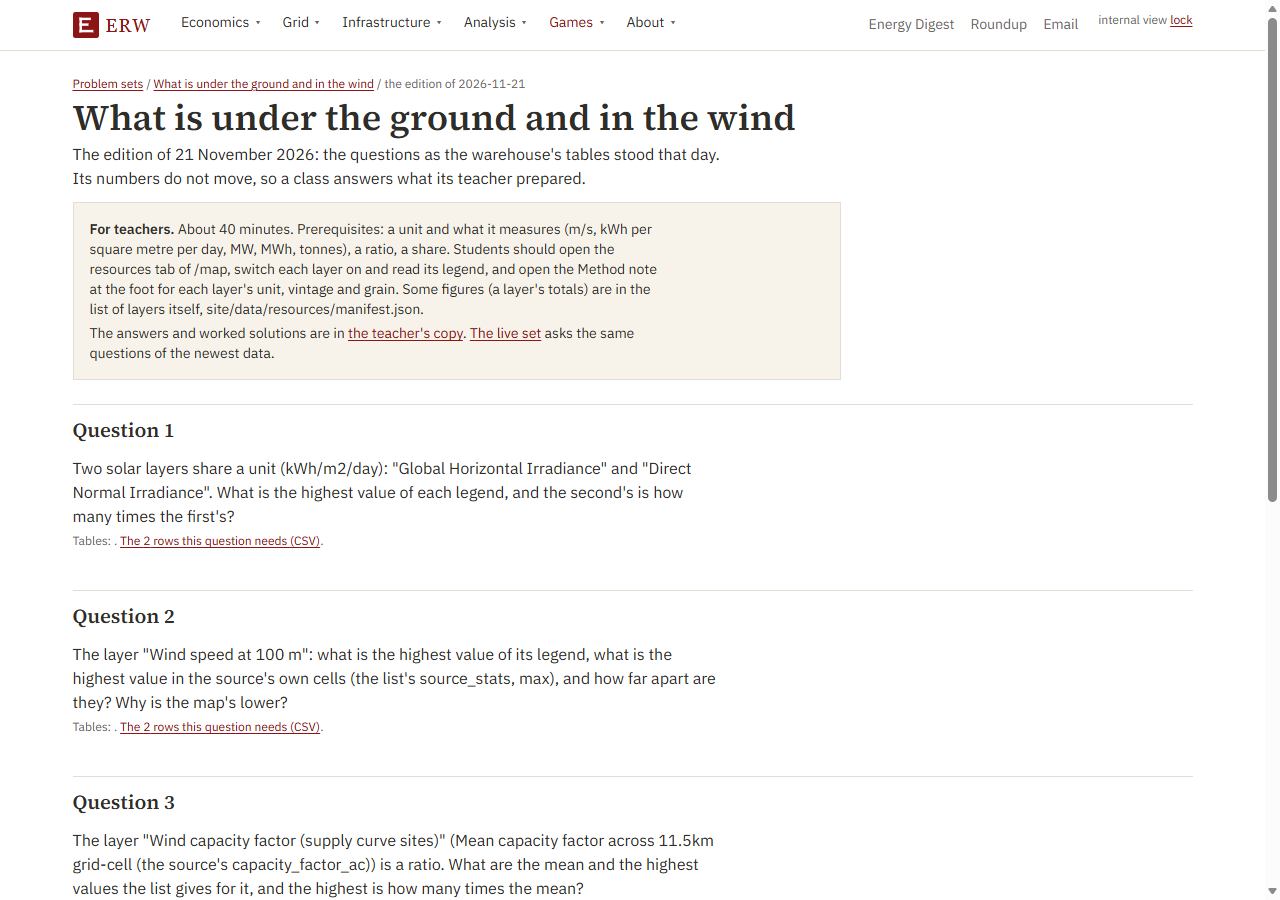 E ERW Economics Grid Infrastructure Analysis Games About Energy Digest Roundup Email internal view lock
Problem sets / What is under the ground and in the wind / the edition of 2026-11-21
What is under the ground and in the wind
The edition of 21 November 2026: the questions as the warehouse's tables stood that day.
Its numbers do not move, so a class answers what its teacher prepared.
For teachers. About 40 minutes. Prerequisites: a unit and what it measures (m/s, kWh per
square metre per day, MW, MWh, tonnes), a ratio, a share. Students should open the
resources tab of /map, switch each layer on and read its legend, and open the Method note
at the foot for each layer's unit, vintage and grain. Some figures (a layer's totals) are in the
list of layers itself, site/data/resources/manifest.json.
The answers and worked solutions are in the teacher's copy. The live set asks the same
questions of the newest data.
Question 1
Two solar layers share a unit (kWh/m2/day): "Global Horizontal Irradiance" and "Direct
Normal Irradiance". What is the highest value of each legend, and the second's is how
many times the first's?
Tables: . The 2 rows this question needs (CSV).
Question 2
The layer "Wind speed at 100 m": what is the highest value of its legend, what is the
highest value in the source's own cells (the list's source_stats, max), and how far apart are
they? Why is the map's lower?
Tables: . The 2 rows this question needs (CSV).
Question 3
The layer "Wind capacity factor (supply curve sites)" (Mean capacity factor across 11.5km
grid-cell (the source's capacity_factor_ac)) is a ratio. What are the mean and the highest
values the list gives for it, and the highest is how many times the mean?